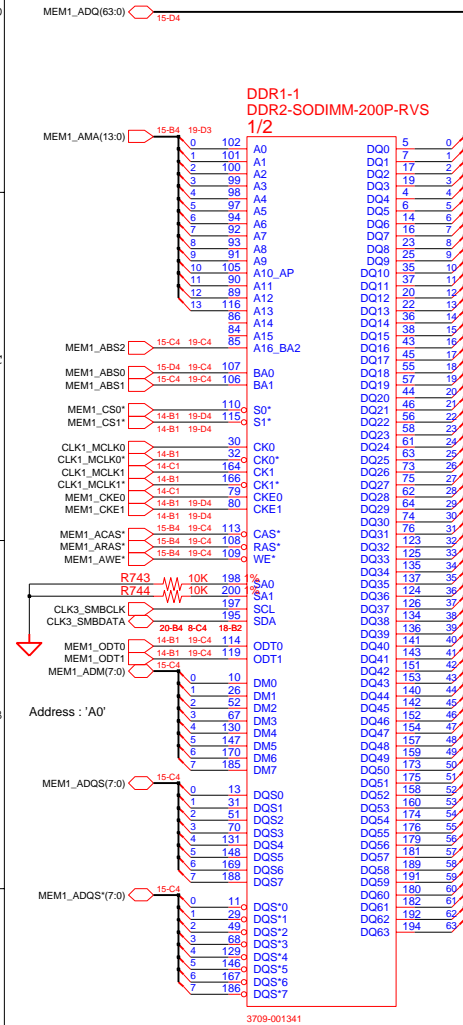 MEM1_ADQ(63:0) 15-D4
DDR1-1
DDR2-SODIMM-200P-RVS
1/2
MEM1_AMA(13:0) 15-B4 19-D3
0 102 A0
1 101 A1
2 100 A2
3 99 A3
4 98 A4
5 97 A5
6 94 A6
7 92 A7
8 93 A8
9 91 A9
10 105 A10_AP
11 90 A11
12 89 A12
13 116 A13
86 A14
84 A15
MEM1_ABS2 15-C4 19-C4 85 A16_BA2
MEM1_ABS0 15-D4 19-C4 107 BA0
MEM1_ABS1 15-C4 19-C4 106 BA1
MEM1_CS0* 110 S0*
MEM1_CS1* 14-B1 19-D4 115 S1*
14-B1 19-D4
CLK1_MCLK0 30 CK0
CLK1_MCLK0* 14-B1 32 CK0*
CLK1_MCLK1 14-C1 164 CK1
CLK1_MCLK1* 14-B1 166 CK1*
MEM1_CKE0 14-C1 79 CKE0
MEM1_CKE1 14-B1 19-D4 80 CKE1
14-B1 19-D4
MEM1_ACAS* 15-B4 19-C4 113 CAS*
MEM1_ARAS* 15-B4 19-C4 108 RAS*
MEM1_AWE* 15-B4 19-C4 109 WE*
R743 10K 198 1% SA0
R744 10K 200 1% SA1
CLK3_SMBCLK 197 SCL
CLK3_SMBDATA 195 SDA
20-B4 8-C4 18-B2
MEM1_ODT0 14-B1 19-C4 114 ODT0
MEM1_ODT1 14-B1 19-C4 119 ODT1
MEM1_ADM(7:0) 15-C4
0 10 DM0
1 26 DM1
2 52 DM2
3 67 DM3
4 130 DM4
5 147 DM5
6 170 DM6
7 185 DM7
Address : 'A0'
MEM1_ADQS(7:0) 15-C4
0 13 DQS0
1 31 DQS1
2 51 DQS2
3 70 DQS3
4 131 DQS4
5 148 DQS5
6 169 DQS6
7 188 DQS7
MEM1_ADQS*(7:0) 15-C4
0 11 DQS*0
1 29 DQS*1
2 49 DQS*2
3 68 DQS*3
4 129 DQS*4
5 146 DQS*5
6 167 DQS*6
7 186 DQS*7
DQ0 5 0
DQ1 7 1
DQ2 17 2
DQ3 19 3
DQ4 4 4
DQ5 6 5
DQ6 14 6
DQ7 16 7
DQ8 23 8
DQ9 25 9
DQ10 35 10
DQ11 37 11
DQ12 20 12
DQ13 22 13
DQ14 36 14
DQ15 38 15
DQ16 43 16
DQ17 45 17
DQ18 55 18
DQ19 57 19
DQ20 44 20
DQ21 46 21
DQ22 56 22
DQ23 58 23
DQ24 61 24
DQ25 63 25
DQ26 73 26
DQ27 75 27
DQ28 62 28
DQ29 64 29
DQ30 74 30
DQ31 76 31
DQ32 123 32
DQ33 125 33
DQ34 135 34
DQ35 137 35
DQ36 124 36
DQ37 126 37
DQ38 134 38
DQ39 136 39
DQ40 141 40
DQ41 143 41
DQ42 151 42
DQ43 153 43
DQ44 140 44
DQ45 142 45
DQ46 152 46
DQ47 154 47
DQ48 157 48
DQ49 159 49
DQ50 173 50
DQ51 175 51
DQ52 158 52
DQ53 160 53
DQ54 174 54
DQ55 176 55
DQ56 179 56
DQ57 181 57
DQ58 189 58
DQ59 191 59
DQ60 180 60
DQ61 182 61
DQ62 192 62
DQ63 194 63
3709-001341